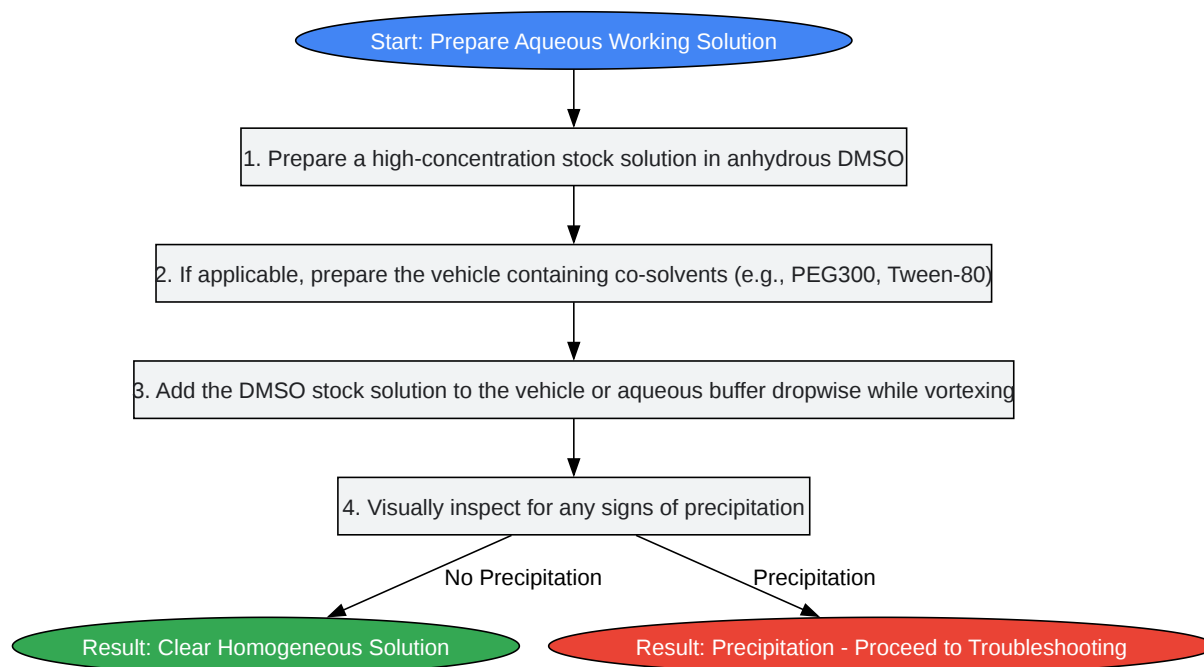 Start: Prepare Aqueous Working Solution
1. Prepare a high-concentration stock solution in anhydrous DMSO
2. If applicable, prepare the vehicle containing co-solvents (e.g., PEG300, Tween-80)
3. Add the DMSO stock solution to the vehicle or aqueous buffer dropwise while vortexing
4. Visually inspect for any signs of precipitation
No Precipitation
Precipitation
Result: Clear Homogeneous Solution
Result: Precipitation - Proceed to Troubleshooting